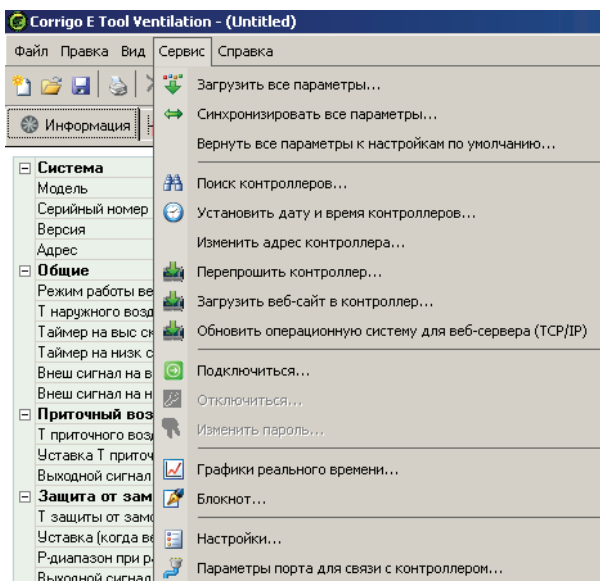 Corrigo E Tool Ventilation - (Untitled)
Файл Правка Вид Сервис Справка
Информация
Загрузить все параметры...
Синхронизировать все параметры...
Вернуть все параметры к настройкам по умолчанию...
Поиск контроллеров...
Установить дату и время контроллеров...
Изменить адрес контроллера...
Перепрошить контроллер...
Загрузить веб-сайт в контроллер...
Обновить операционную систему для веб-сервера (TCP/IP)
Подключиться...
Отключиться...
Изменить пароль...
Графики реального времени...
Блокнот...
Настройки...
Параметры порта для связи с контроллером...
Система
Модель
Серийный номер
Версия
Адрес
Общие
Режим работы ве
Т наружного возд
Таймер на выс ск
Таймер на низк с
Внеш сигнал на в
Внеш сигнал на н
Приточный воз
Т приточного возд
Уставка Т приточ
Выходной сигнал
Защита от зам
Т защиты от замо
Уставка (когда ве
Р-диапазон при р
Выходной сигнал